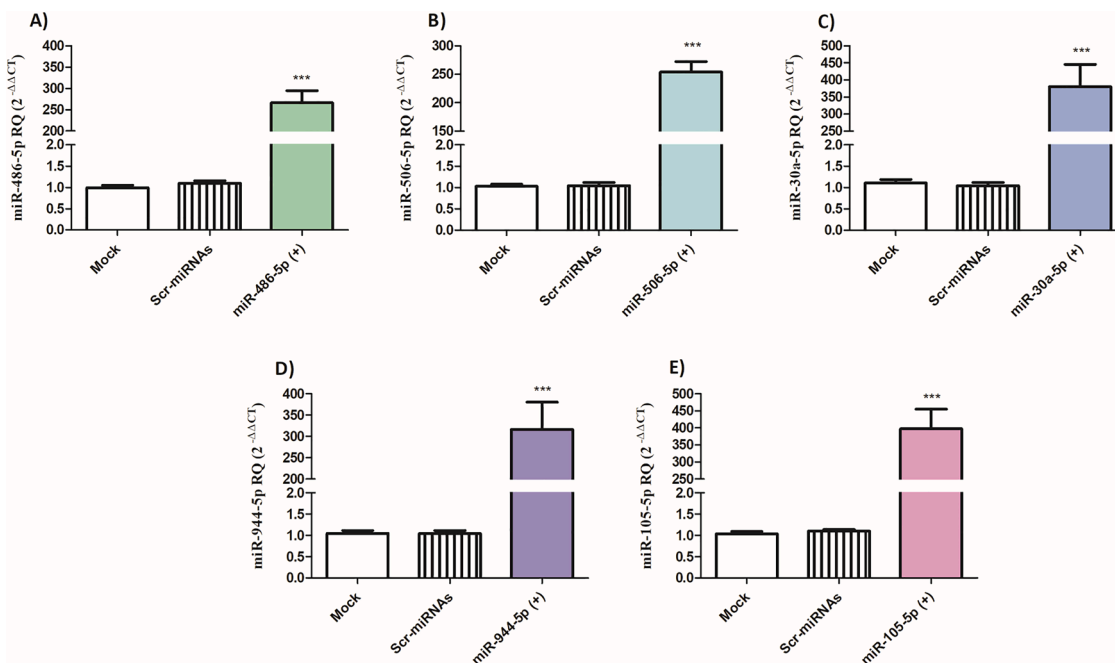 A)
miR-486-5p RQ (2 -ΔΔCT)
400
350
300
250
200
2.0
1.5
1.0
0.5
0.0
***
Mock
Scr-miRNAs
miR-486-5p (+)
B)
miR-506-5p RQ (2 -ΔΔCT)
300
250
200
150
2.0
1.5
1.0
0.5
0.0
***
Mock
Scr-miRNAs
miR-506-5p (+)
C)
miR-30a-5p RQ (2 -ΔΔCT)
500
450
400
350
300
250
2.0
1.5
1.0
0.5
0.0
***
Mock
Scr-miRNAs
miR-30a-5p (+)
D)
miR-944-5p RQ (2 -ΔΔCT)
400
350
300
250
200
2.0
1.5
1.0
0.5
0.0
***
Mock
Scr-miRNAs
miR-944-5p (+)
E)
miR-105-5p RQ (2 -ΔΔCT)
500
450
400
350
300
250
2.0
1.5
1.0
0.5
0.0
***
Mock
Scr-miRNAs
miR-105-5p (+)